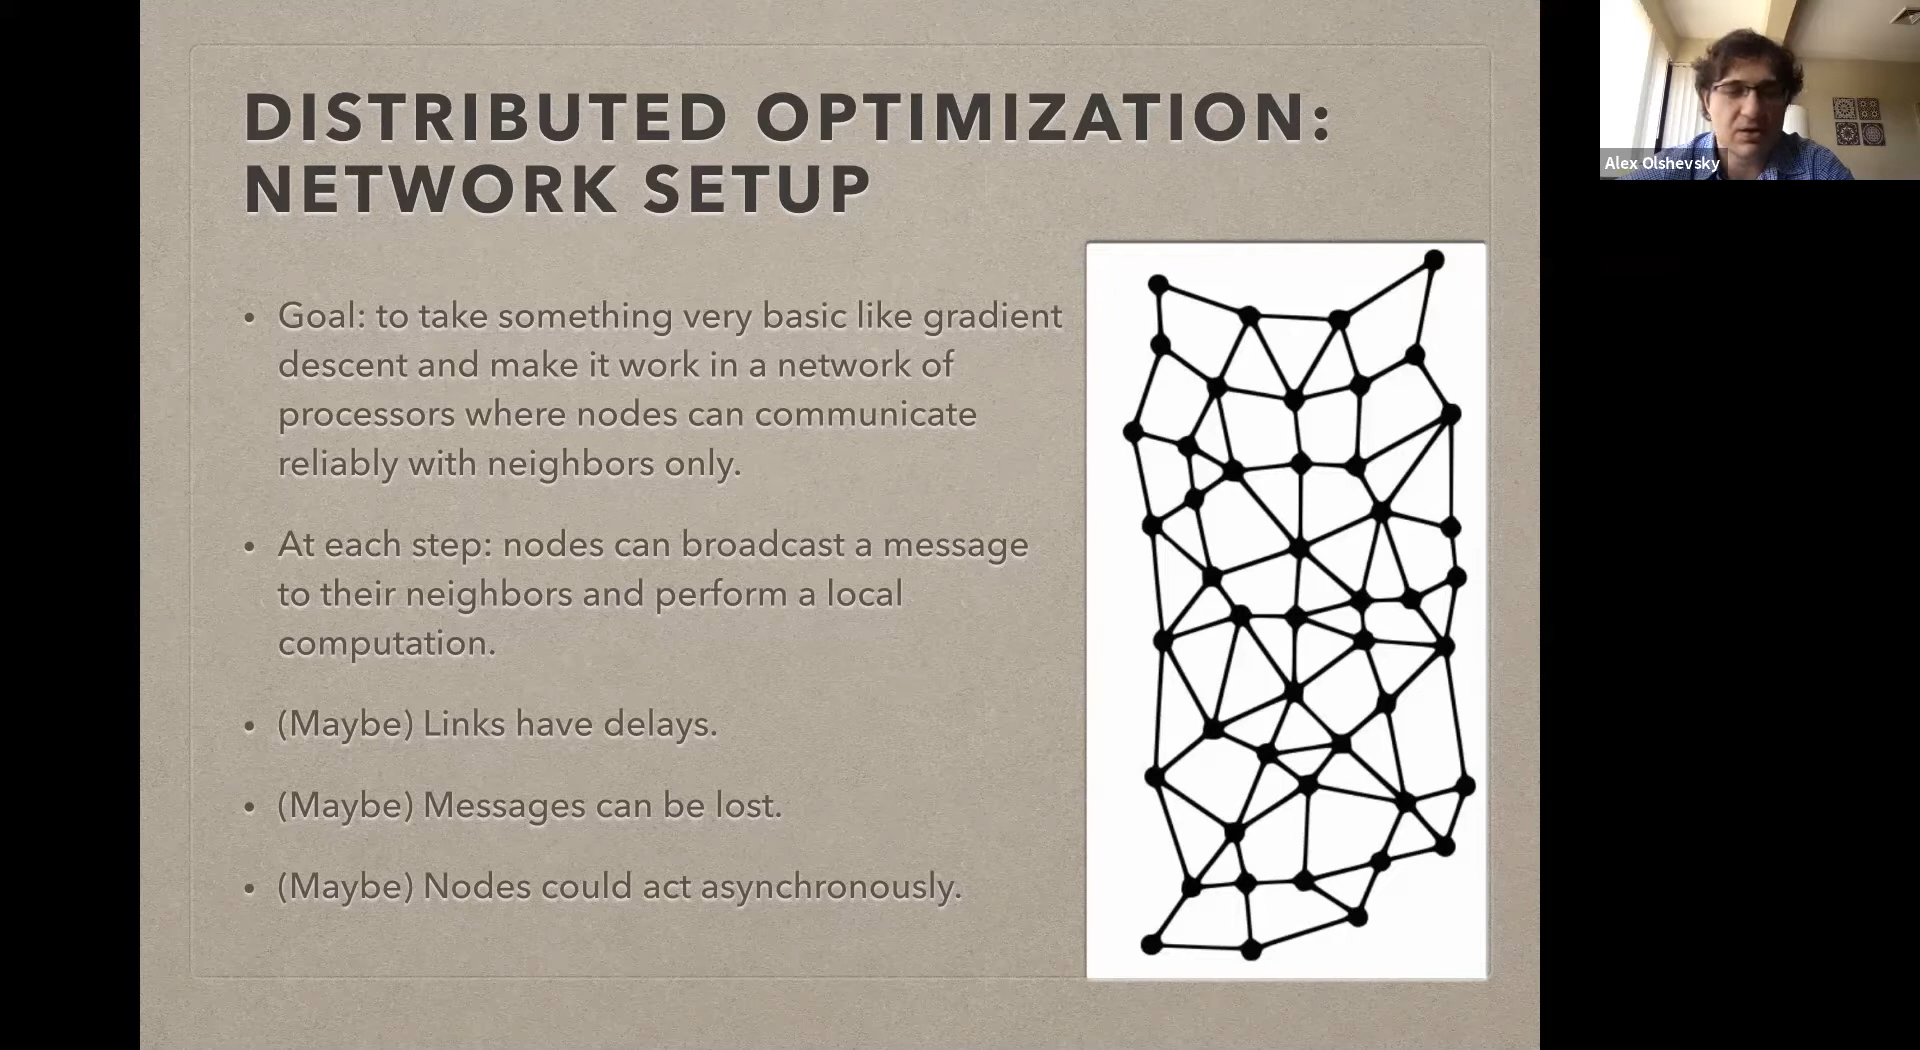 DISTRIBUTED OPTIMIZATION:
NETWORK SETUP
• Goal: to take something very basic like gradient
descent and make it work in a network of
processors where nodes can communicate
reliably with neighbors only.
• At each step: nodes can broadcast a message
to their neighbors and perform a local
computation.
• (Maybe) Links have delays.
• (Maybe) Messages can be lost.
• (Maybe) Nodes could act asynchronously.
Alex Olshevsky